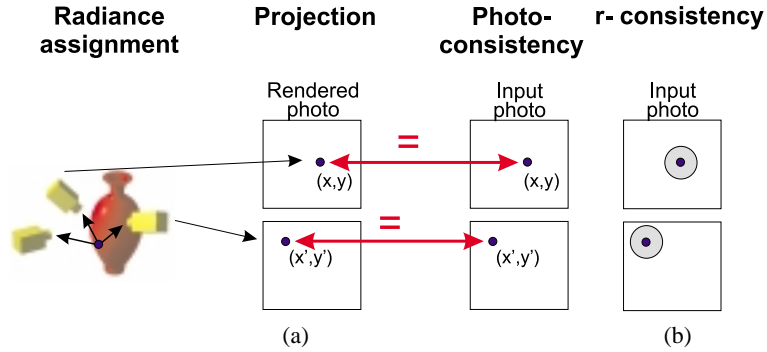 Radiance
assignment
Projection
Photo-
consistency
r- consistency
Rendered
photo
Input
photo
Input
photo
=
(x,y)
(x,y)
=
(x',y')
(x',y')
(a)
(b)